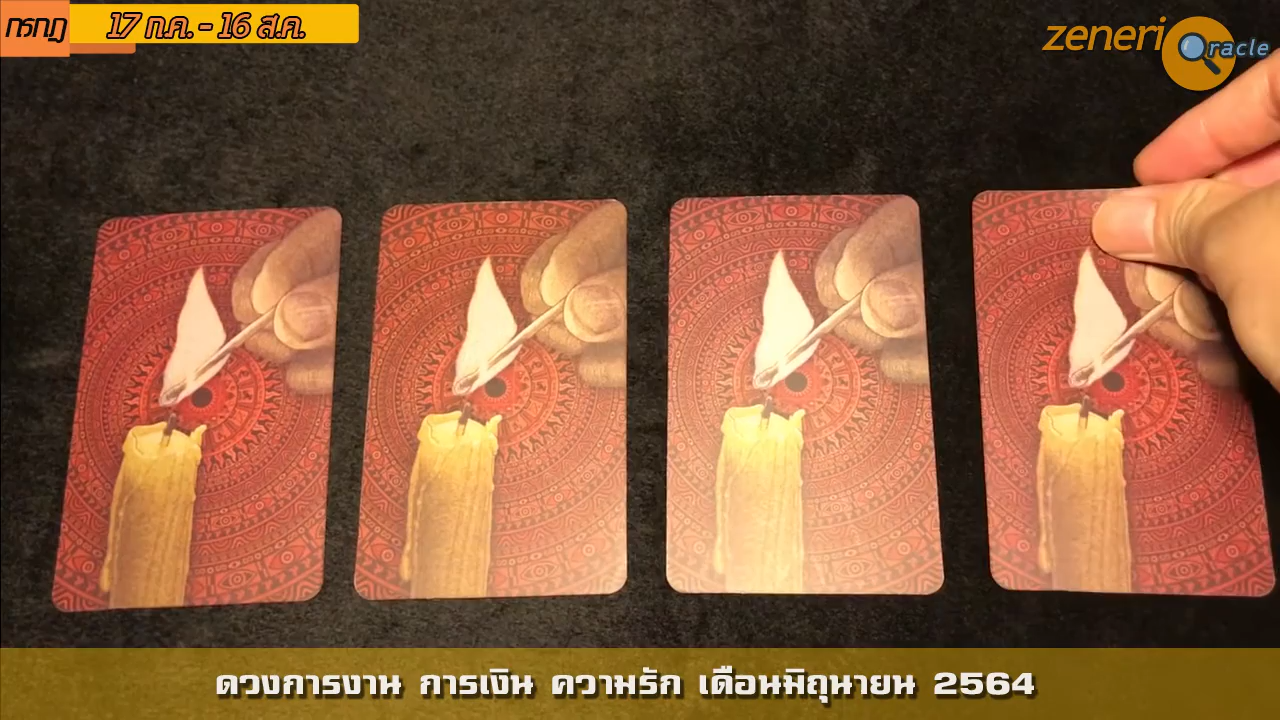 กรกฎ
17 ก.ค. - 16 ส.ค.
zeneri Oracle
ดวงการงาน การเงิน ความรัก เดือนมิถุนายน 2564